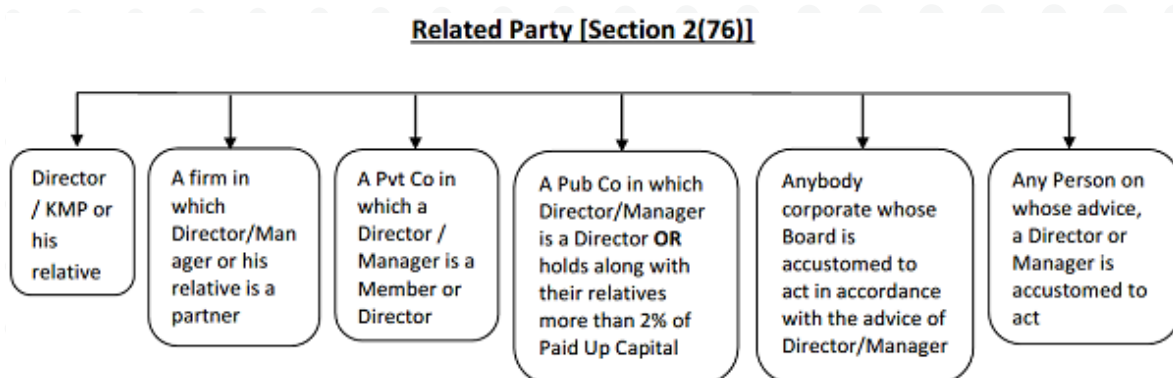 Related Party [Section 2(76)]
Director
/ KMP or
his
relative
A firm in
which
Director/Man
ager or his
relative is a
partner
A Pvt Co in
which a
Director /
Manager is a
Member or
Director
A Pub Co in which
Director/Manager
is a Director OR
holds along with
their relatives
more than 2% of
Paid Up Capital
Anybody
corporate whose
Board is
accustomed to
act in accordance
with the advice of
Director/Manager
Any Person on
whose advice,
a Director or
Manager is
accustomed to
act